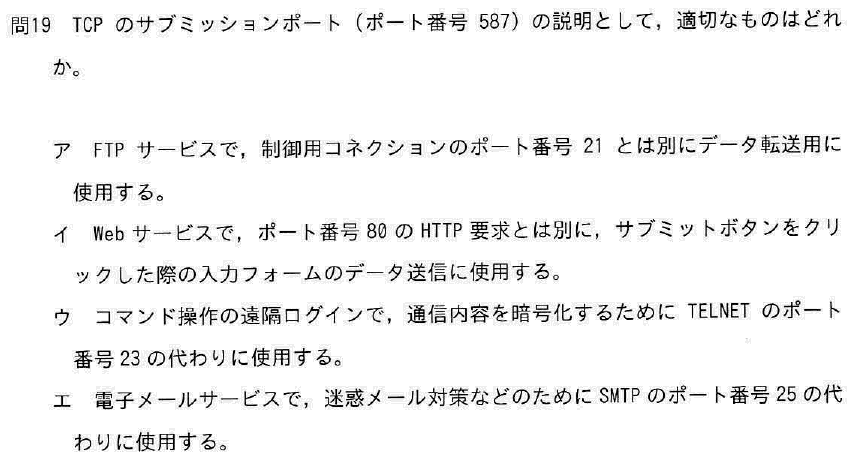 問19 TCP のサブミッションポート（ポート番号 587）の説明として，適切なものはどれ
か。
ア FTP サービスで，制御用コネクションのポート番号 21 とは別にデータ転送用に
使用する。
イ Web サービスで，ポート番号 80 の HTTP 要求とは別に，サブミットボタンをクリ
ックした際の入力フォームのデータ送信に使用する。
ウ コマンド操作の遠隔ログインで，通信内容を暗号化するために TELNET のポート
番号 23 の代わりに使用する。
エ 電子メールサービスで，迷惑メール対策などのために SMTP のポート番号 25 の代
わりに使用する。